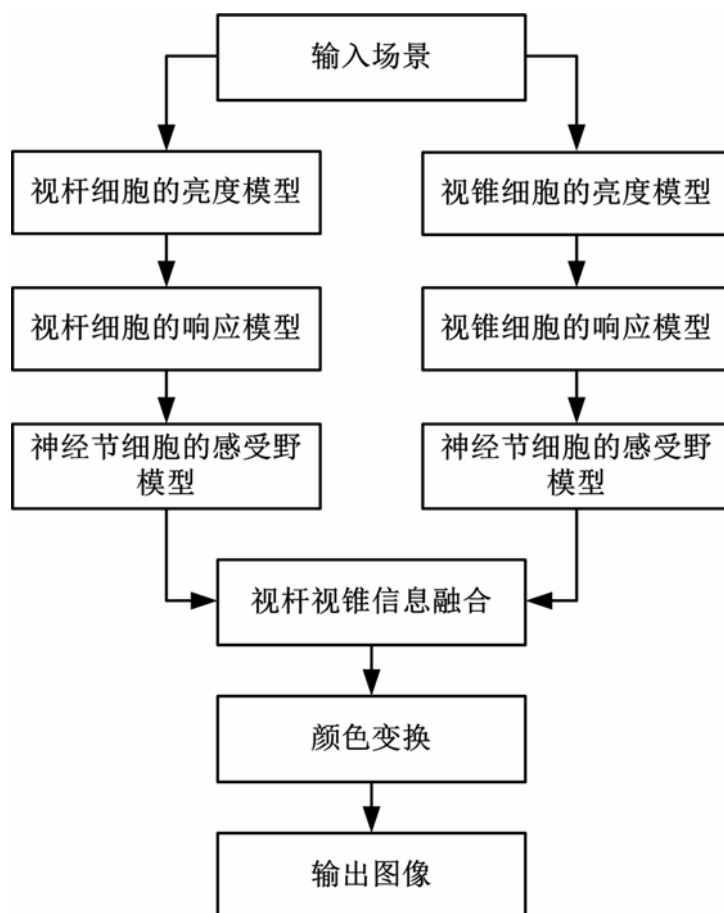 输入场景
视杆细胞的亮度模型
视锥细胞的亮度模型
视杆细胞的响应模型
视锥细胞的响应模型
神经节细胞的感受野
模型
神经节细胞的感受野
模型
视杆视锥信息融合
颜色变换
输出图像